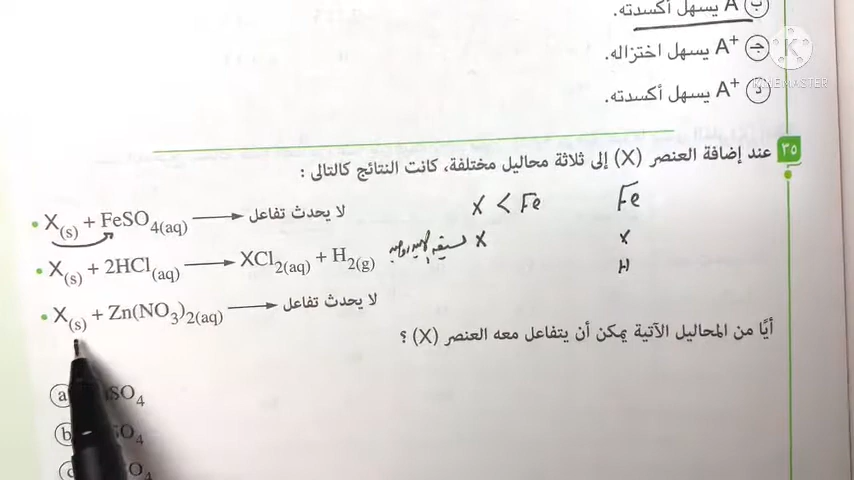 ب A يسهل أكسدته.
ج A⁺ يسهل اختزاله.
د A⁺ يسهل أكسدته.
KINEMASTER
٣٥ عند إضافة العنصر (X) إلى ثلاثة محاليل مختلفة، كانت النتائج كالتالى :
• X(s) + FeSO4(aq) ⟶ لا يحدث تفاعل X < Fe Fe
• X(s) + 2HCl(aq) ⟶ XCl2(aq) + H2(g) X X
H
• X(s) + Zn(NO3)2(aq) ⟶ لا يحدث تفاعل
أيًا من المحاليل الآتية يمكن أن يتفاعل معه العنصر (X) ؟
a SO4
b SO4
c O4